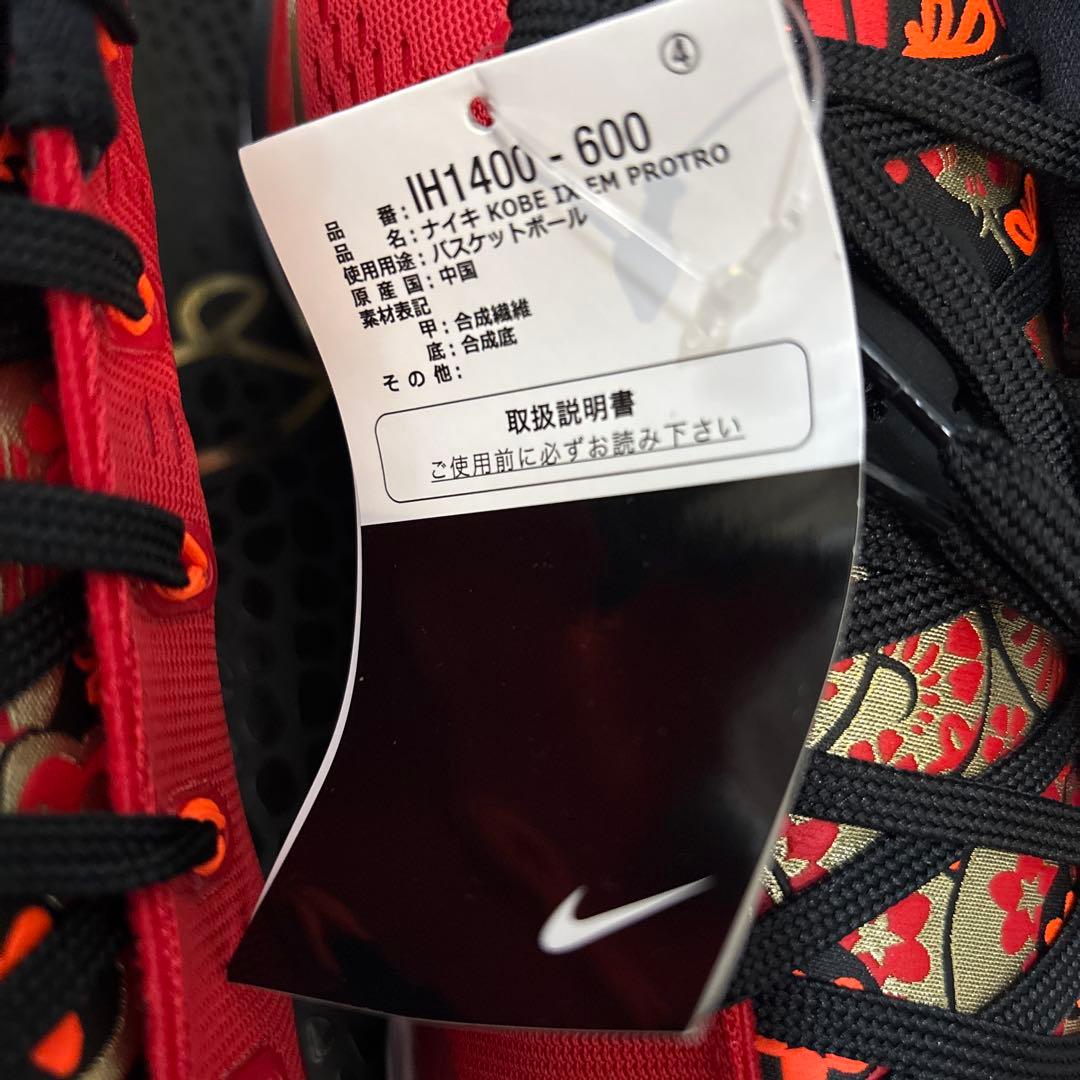 ④
品 番：IH1400 - 600
品 名：ナイキ KOBE IX EM PROTRO
使用用途：バスケットボール
原 産 国：中国
素材表記
甲：合成繊維
底：合成底
そ の 他：
取扱説明書
ご使用前に必ずお読み下さい